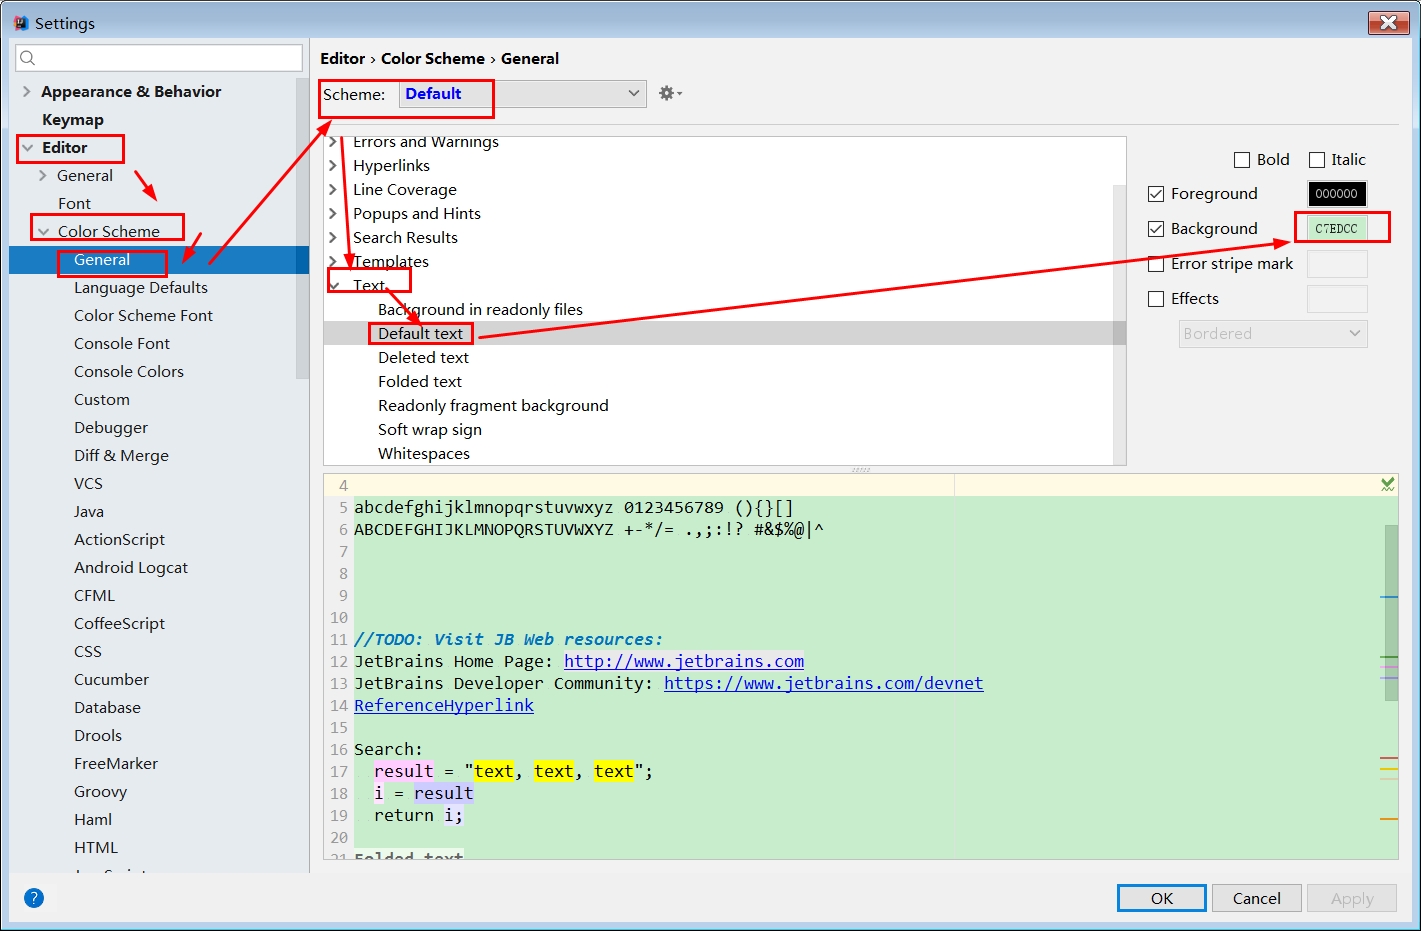 Settings
Appearance & Behavior
Keymap
Editor
General
Font
Color Scheme
General
Language Defaults
Color Scheme Font
Console Font
Console Colors
Custom
Debugger
Diff & Merge
VCS
Java
ActionScript
Android Logcat
CFML
CoffeeScript
CSS
Cucumber
Database
Drools
FreeMarker
Groovy
Haml
HTML
Editor › Color Scheme › General
Scheme: Default
Errors and Warnings
Hyperlinks
Line Coverage
Popups and Hints
Search Results
Templates
Text
Background in readonly files
Default text
Deleted text
Folded text
Readonly fragment background
Soft wrap sign
Whitespaces
Bold Italic
Foreground 000000
Background C7EDCC
Error stripe mark
Effects
Bordered
4
5 abcdefghijklmnopqrstuvwxyz 0123456789 (){}[]
6 ABCDEFGHIJKLMNOPQRSTUVWXYZ +-*/= .,;:!? #&$%@|^
7
8
9
10
11 //TODO: Visit JB Web resources:
12 JetBrains Home Page: http://www.jetbrains.com
13 JetBrains Developer Community: https://www.jetbrains.com/devnet
14 ReferenceHyperlink
15
16 Search:
17 result = "text, text, text";
18 i = result
19 return i;
20
21 Folded text
? OK Cancel Apply